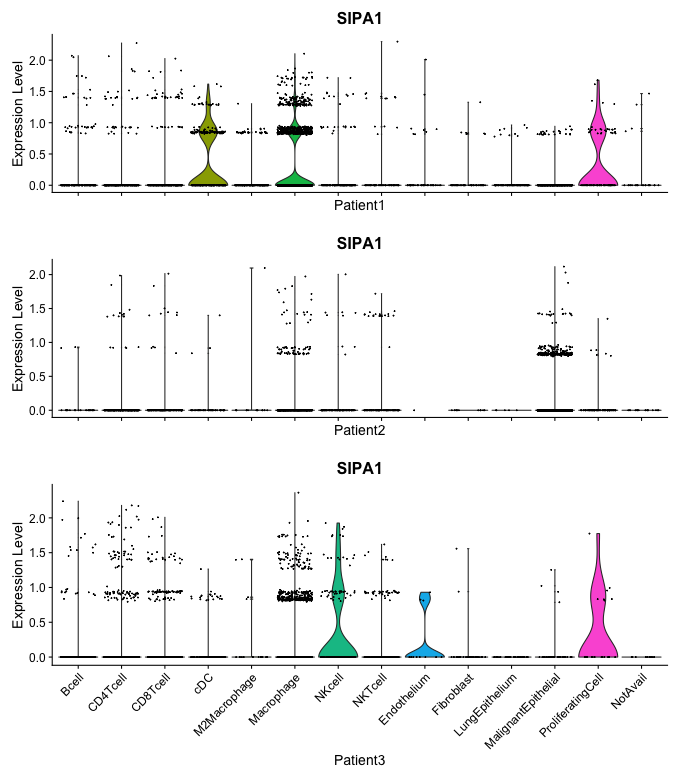 SIPA1
Expression Level
2.0
1.5
1.0
0.5
0.0
Patient1
SIPA1
Expression Level
2.0
1.5
1.0
0.5
0.0
Patient2
SIPA1
Expression Level
2.0
1.5
1.0
0.5
0.0
Bcell
CD4Tcell
CD8Tcell
cDC
M2Macrophage
Macrophage
NKcell
NKTcell
Endothelium
Fibroblast
LungEpithelium
MalignantEpithelial
ProliferatingCell
NotAvail
Patient3